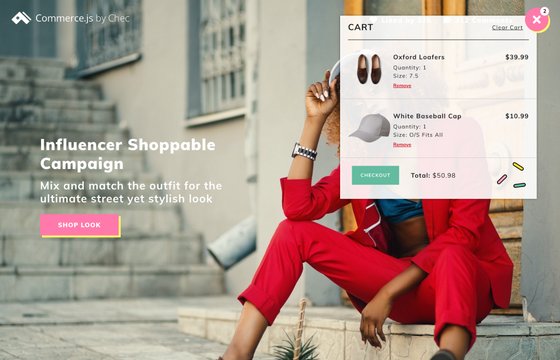 Commerce.js by Chec
2
CART
Clear Cart
Oxford Loafers
$39.99
Quantity: 1
Size: 7.5
Remove
White Baseball Cap
$10.99
Quantity: 1
Size: O/S Fits All
Remove
CHECKOUT
Total: $50.98
Influencer Shoppable
Campaign
Mix and match the outfit for the
ultimate street yet stylish look
SHOP LOOK